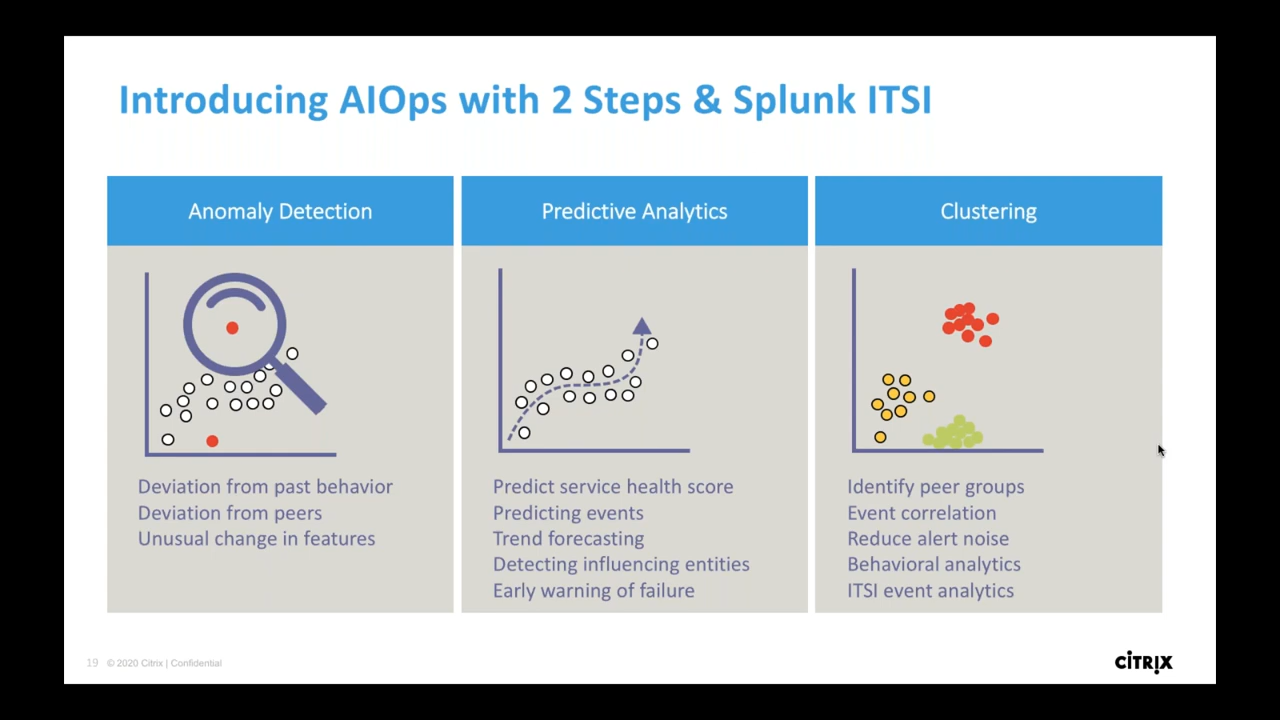 Introducing AIOps with 2 Steps & Splunk ITSI
Anomaly Detection
Deviation from past behavior
Deviation from peers
Unusual change in features
Predictive Analytics
Predict service health score
Predicting events
Trend forecasting
Detecting influencing entities
Early warning of failure
Clustering
Identify peer groups
Event correlation
Reduce alert noise
Behavioral analytics
ITSI event analytics
19 © 2020 Citrix | Confidential
CİTRIX